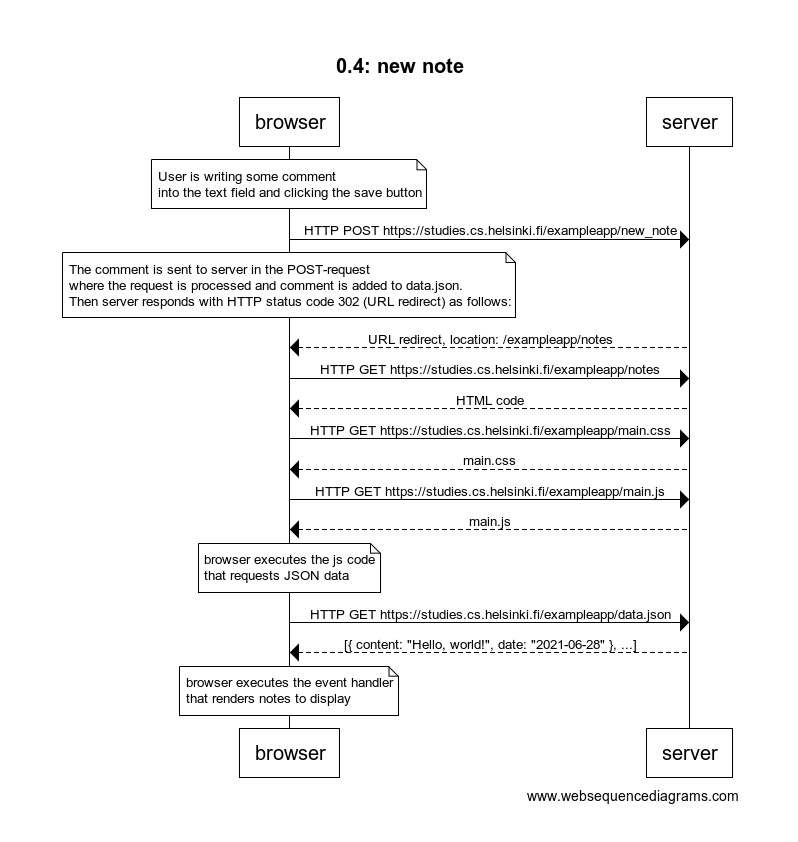 0.4: new note
browser
server
User is writing some comment
into the text field and clicking the save button
HTTP POST https://studies.cs.helsinki.fi/exampleapp/new_note
The comment is sent to server in the POST-request
where the request is processed and comment is added to data.json.
Then server responds with HTTP status code 302 (URL redirect) as follows:
URL redirect, location: /exampleapp/notes
HTTP GET https://studies.cs.helsinki.fi/exampleapp/notes
HTML code
HTTP GET https://studies.cs.helsinki.fi/exampleapp/main.css
main.css
HTTP GET https://studies.cs.helsinki.fi/exampleapp/main.js
main.js
browser executes the js code
that requests JSON data
HTTP GET https://studies.cs.helsinki.fi/exampleapp/data.json
[{ content: "Hello, world!", date: "2021-06-28" }, ...]
browser executes the event handler
that renders notes to display
browser
server
www.websequencediagrams.com